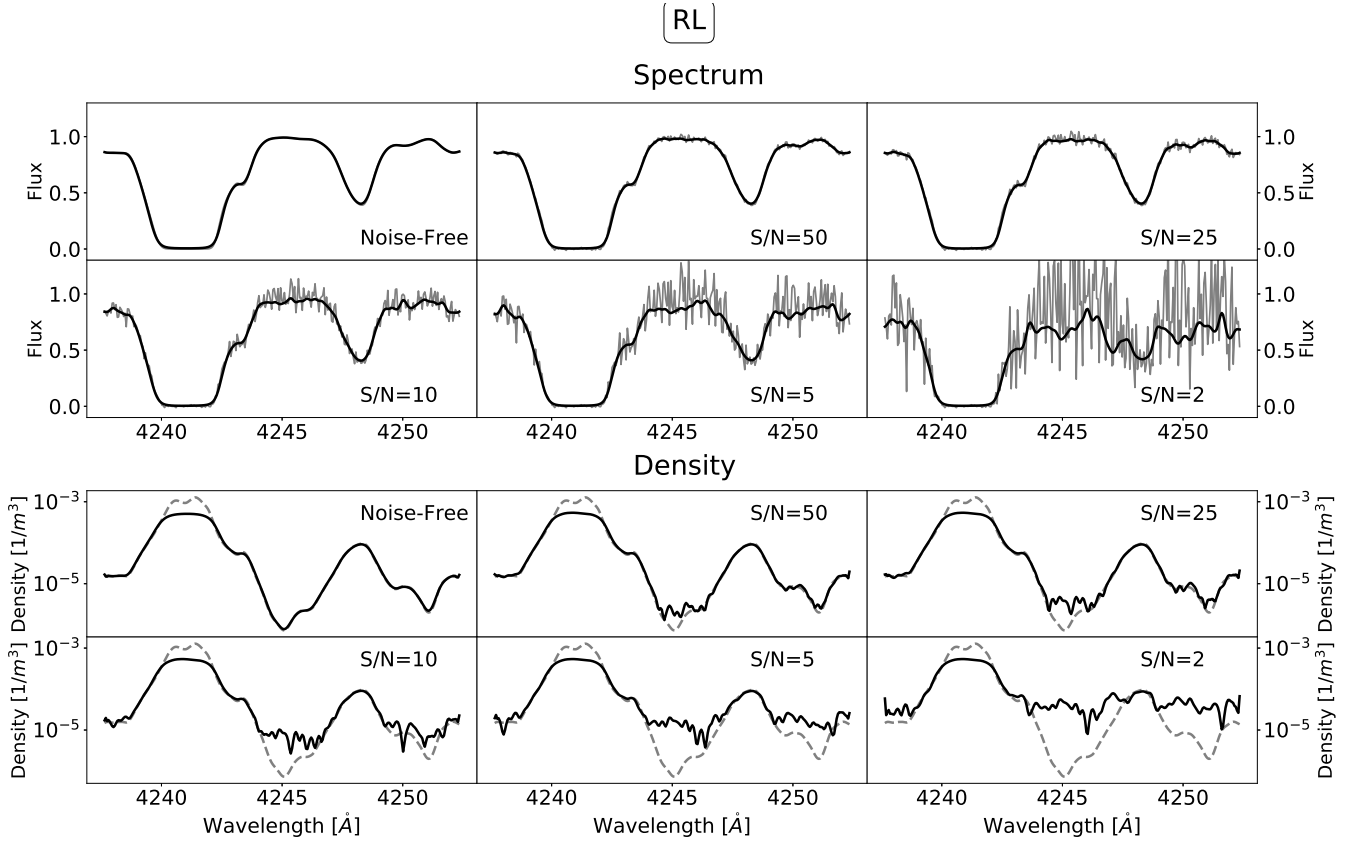 RL
Spectrum
1.0
0.5
0.0
Flux
Noise-Free
S/N=50
S/N=25
1.0
0.5
0.0
Flux
1.0
0.5
0.0
Flux
S/N=10
S/N=5
S/N=2
1.0
0.5
0.0
Flux
4240 4245 4250 4240 4245 4250 4240 4245 4250
Density
10⁻³
10⁻⁵
Density [1/m³]
Noise-Free
S/N=50
S/N=25
10⁻³
10⁻⁵
Density [1/m³]
10⁻³
10⁻⁵
Density [1/m³]
S/N=10
S/N=5
S/N=2
10⁻³
10⁻⁵
Density [1/m³]
4240 4245 4250 4240 4245 4250 4240 4245 4250
Wavelength [Å] Wavelength [Å] Wavelength [Å]